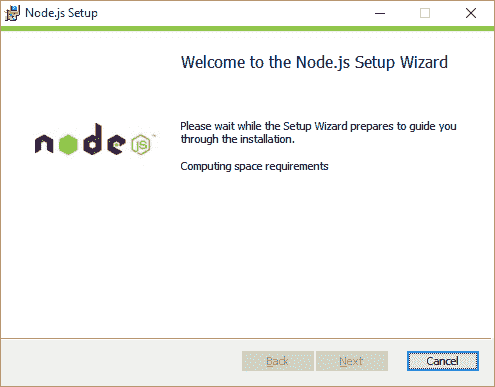 Node.js Setup
Welcome to the Node.js Setup Wizard
node js ™
Please wait while the Setup Wizard prepares to guide you
through the installation.
Computing space requirements
Back Next Cancel